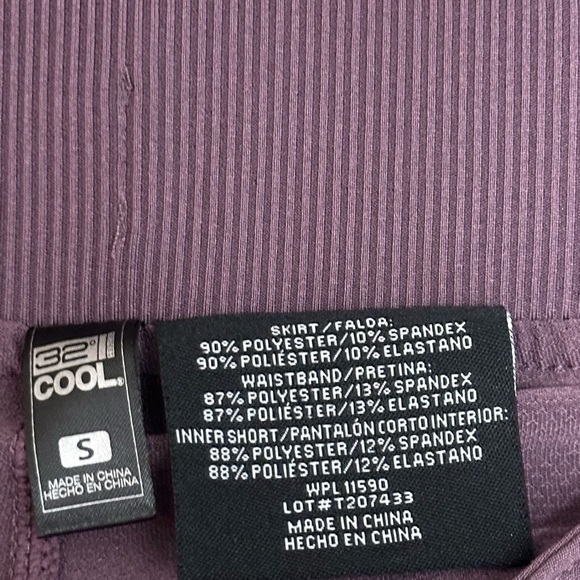 32°
COOL®
S
MADE IN CHINA
HECHO EN CHINA
SKIRT/FALDA:
90% POLYESTER/10% SPANDEX
90% POLIÉSTER/10% ELASTANO
WAISTBAND/PRETINA:
87% POLYESTER/13% SPANDEX
87% POLIÉSTER/13% ELASTANO
INNER SHORT/PANTALÓN CORTO INTERIOR:
88% POLYESTER/12% SPANDEX
88% POLIÉSTER/12% ELASTANO
WPL 11590
LOT#T207433
MADE IN CHINA
HECHO EN CHINA